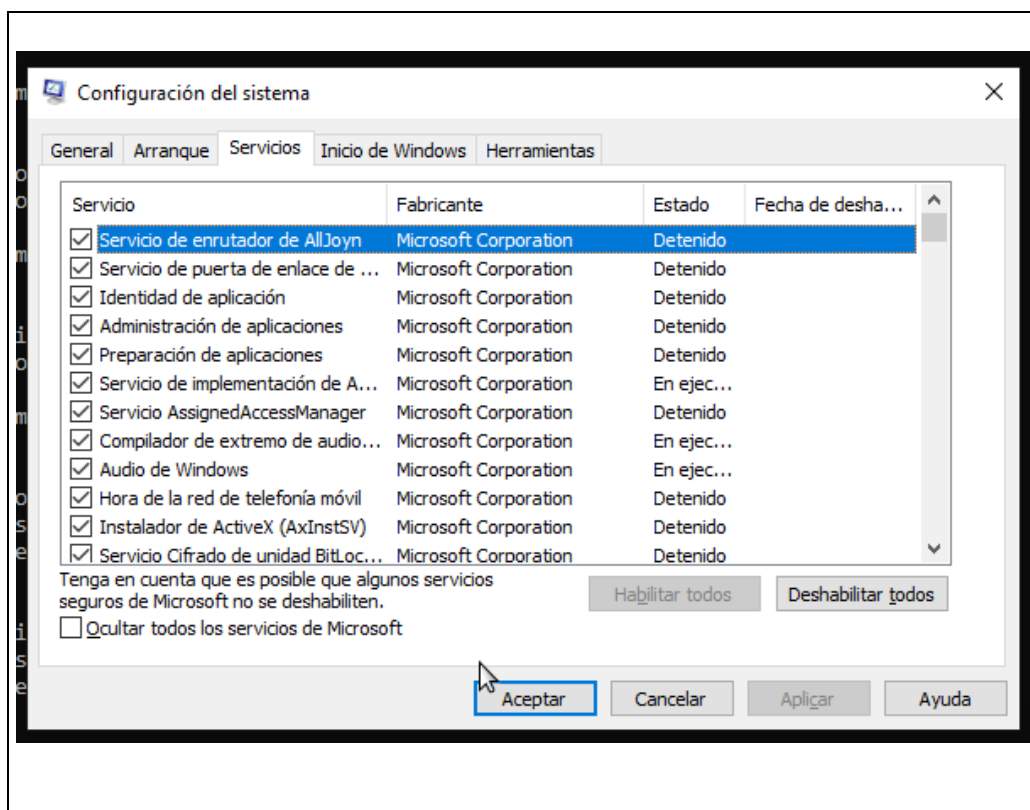 Configuración del sistema
General Arranque Servicios Inicio de Windows Herramientas
Servicio Fabricante Estado Fecha de desha...
Servicio de enrutador de AllJoyn Microsoft Corporation Detenido
Servicio de puerta de enlace de ... Microsoft Corporation Detenido
Identidad de aplicación Microsoft Corporation Detenido
Administración de aplicaciones Microsoft Corporation Detenido
Preparación de aplicaciones Microsoft Corporation Detenido
Servicio de implementación de A... Microsoft Corporation En ejec...
Servicio AssignedAccessManager Microsoft Corporation Detenido
Compilador de extremo de audio... Microsoft Corporation En ejec...
Audio de Windows Microsoft Corporation En ejec...
Hora de la red de telefonía móvil Microsoft Corporation Detenido
Instalador de ActiveX (AxInstSV) Microsoft Corporation Detenido
Servicio Cifrado de unidad BitLoc... Microsoft Corporation Detenido
Tenga en cuenta que es posible que algunos servicios
seguros de Microsoft no se deshabiliten.
Habilitar todos Deshabilitar todos
Ocultar todos los servicios de Microsoft
Aceptar Cancelar Aplicar Ayuda